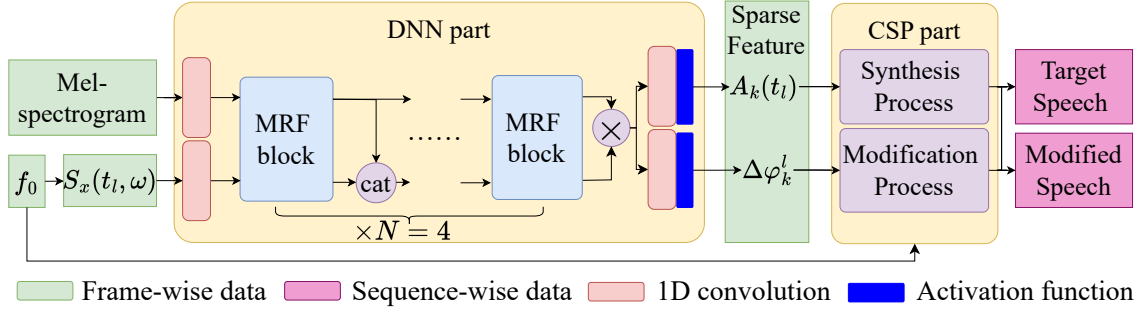 DNN part
Sparse
Feature
CSP part
Mel-
spectrogram
MRF
block
MRF
block
×
A_k(t_l)
Synthesis
Process
Target
Speech
......
f_0
S_x(t_l, ω)
cat
Δφ_k^l
Modification
Process
Modified
Speech
×N = 4
Frame-wise data
Sequence-wise data
1D convolution
Activation function